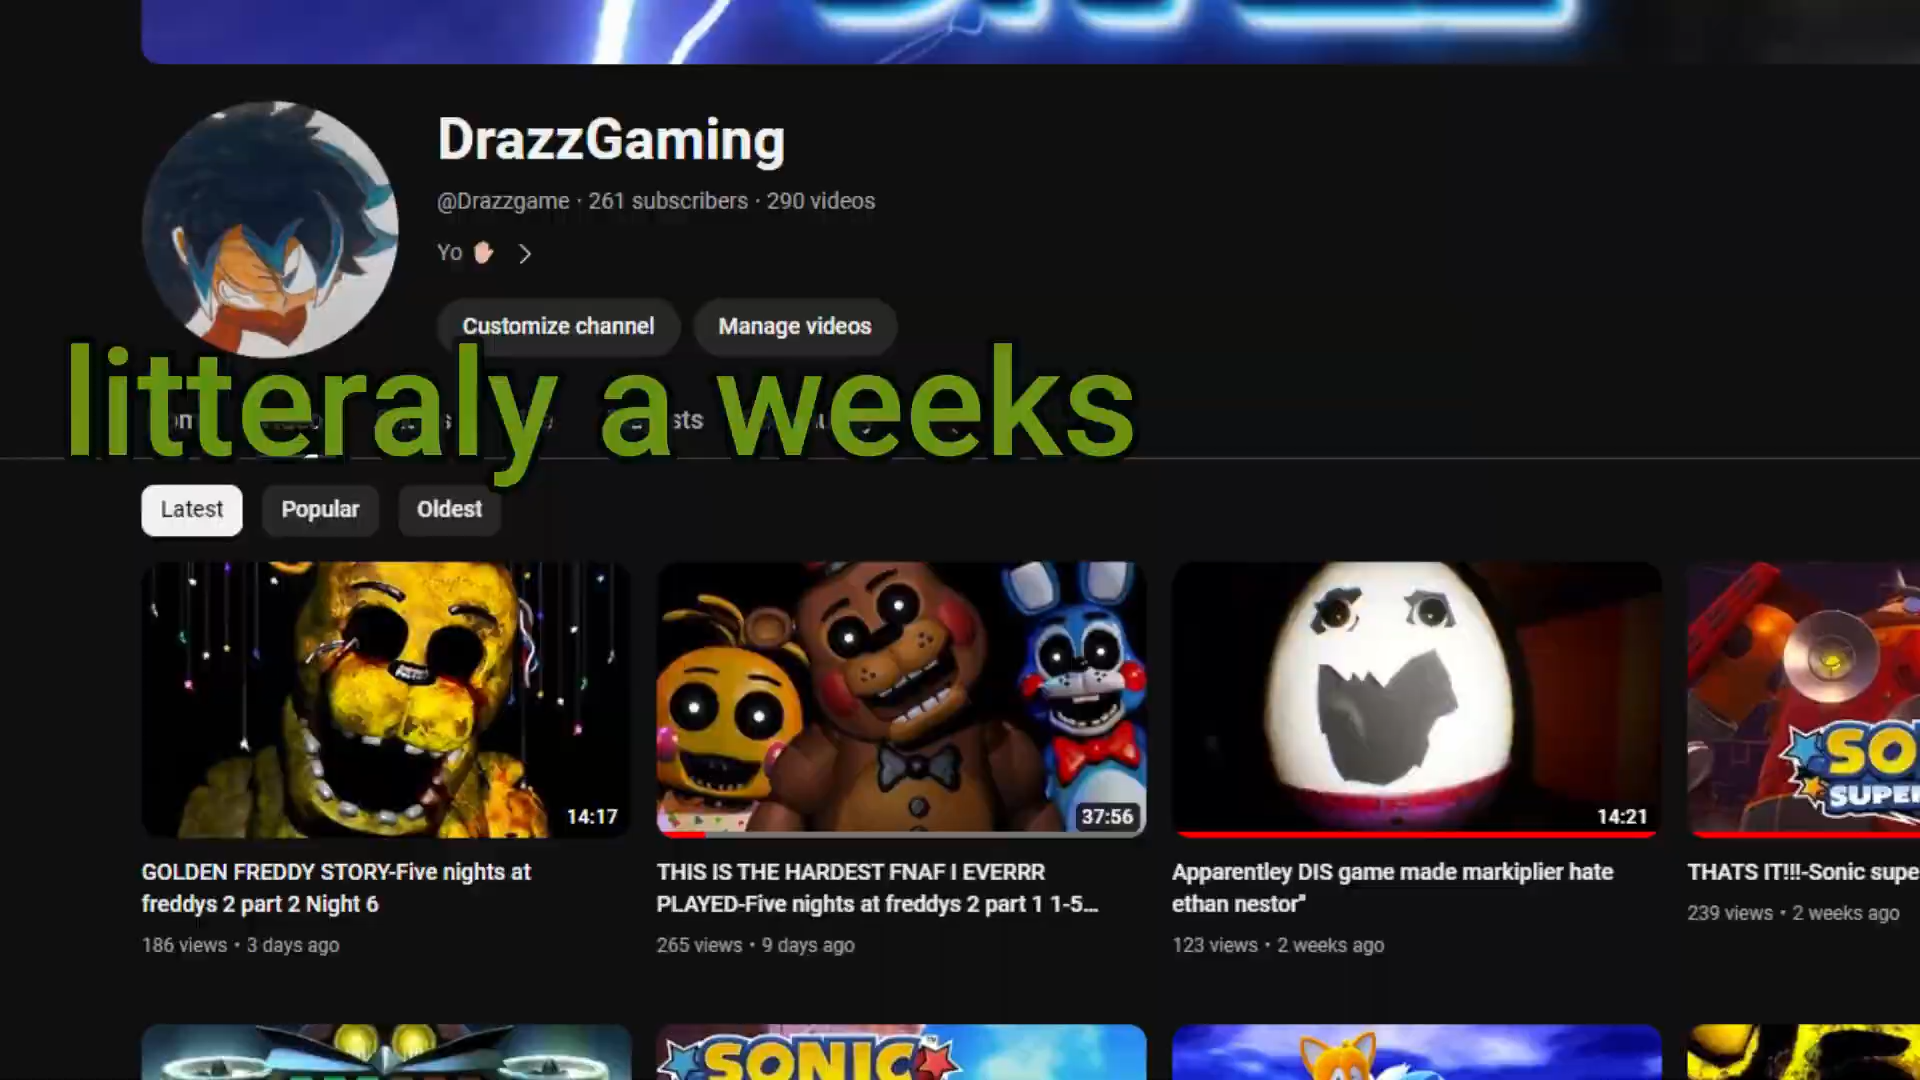 DrazzGaming
@Drazzgame · 261 subscribers · 290 videos
Yo
Customize channel
Manage videos
litteraly a weeks
Latest
Popular
Oldest
14:17
37:56
14:21
SUPER
GOLDEN FREDDY STORY-Five nights at
freddys 2 part 2 Night 6
186 views · 3 days ago
THIS IS THE HARDEST FNAF I EVERRR
PLAYED-Five nights at freddys 2 part 1 1-5...
265 views · 9 days ago
Apparentley DIS game made markiplier hate
ethan nestor"
123 views · 2 weeks ago
THATS IT!!!-Sonic supe
239 views · 2 weeks ago
SONIC